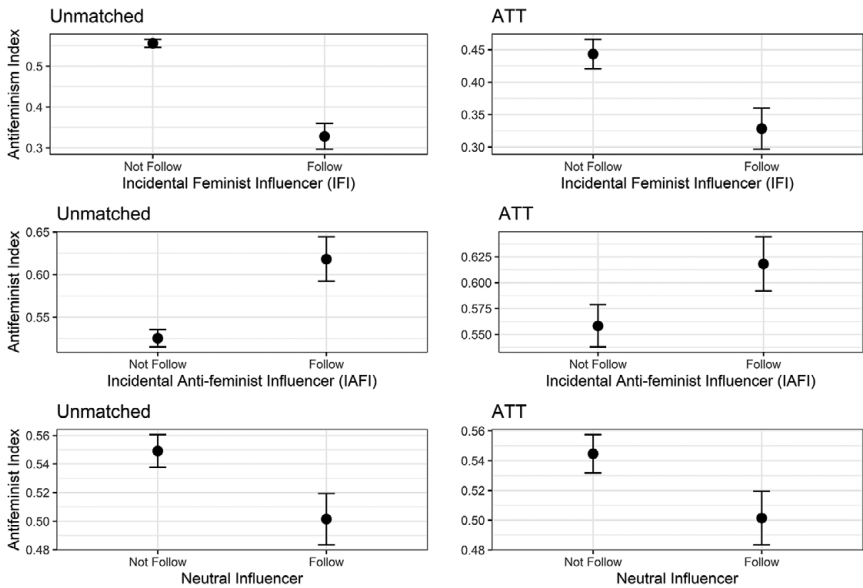 Unmatched
Antifeminism Index
0.5
0.4
0.3
Not Follow Follow
Incidental Feminist Influencer (IFI)
ATT
0.45
0.40
0.35
0.30
Not Follow Follow
Incidental Feminist Influencer (IFI)
Unmatched
Antifeminist Index
0.65
0.60
0.55
Not Follow Follow
Incidental Anti-feminist Influencer (IAFI)
ATT
0.625
0.600
0.575
0.550
Not Follow Follow
Incidental Anti-feminist Influencer (IAFI)
Unmatched
Antifeminist Index
0.56
0.54
0.52
0.50
0.48
Not Follow Follow
Neutral Influencer
ATT
0.56
0.54
0.52
0.50
0.48
Not Follow Follow
Neutral Influencer